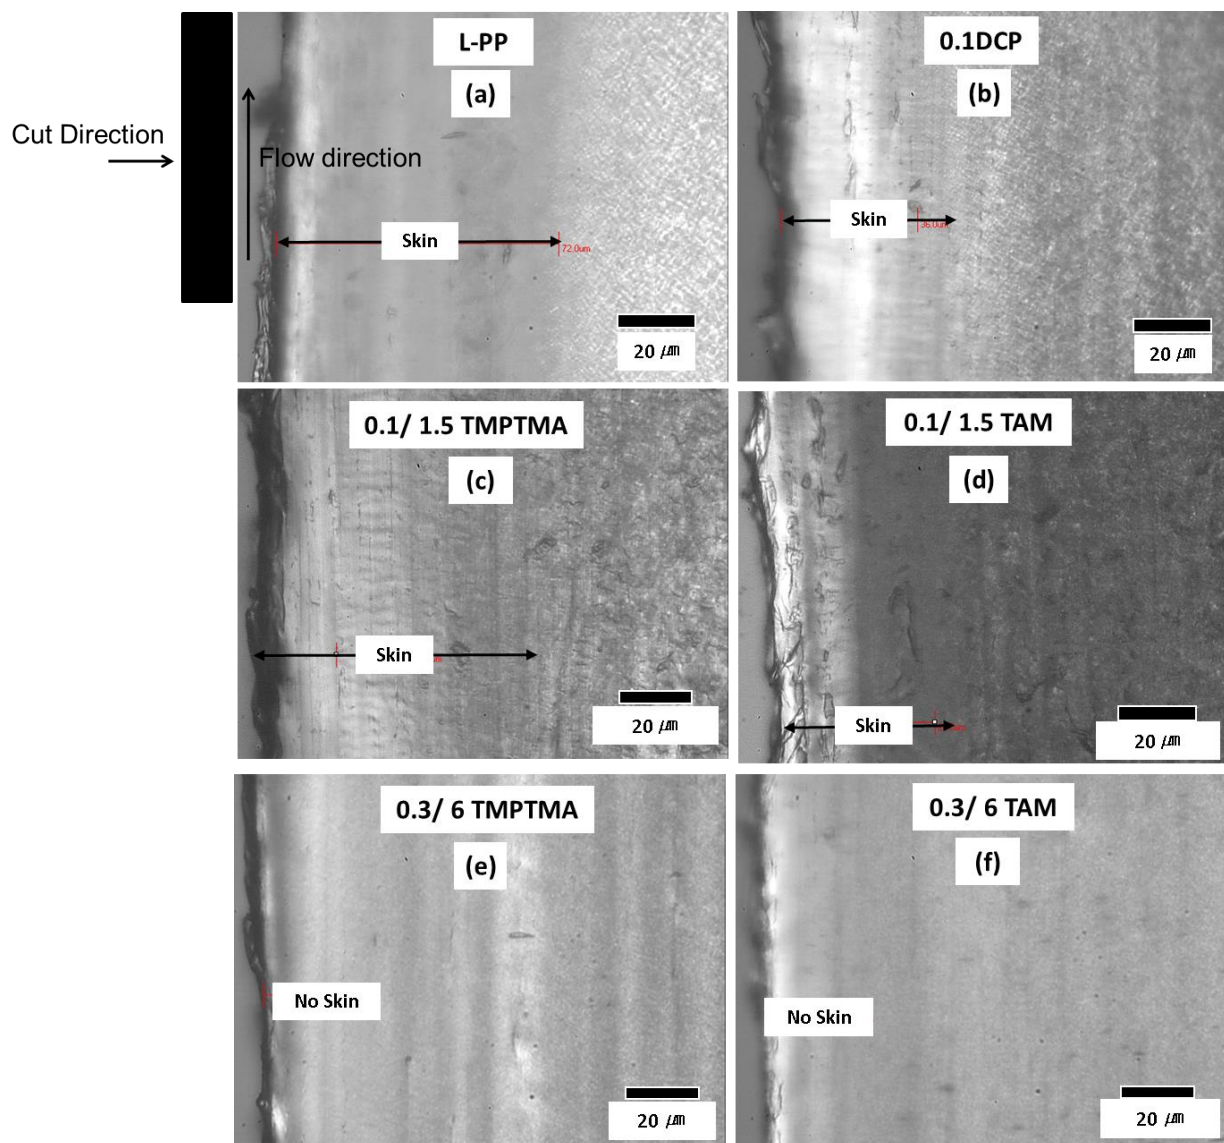 L-PP
(a)
Cut Direction
Flow direction
Skin
72.0um
20 ㎛
0.1DCP
(b)
Skin
20 ㎛
0.1/ 1.5 TMPTMA
(c)
Skin
20 ㎛
0.1/ 1.5 TAM
(d)
Skin
20 ㎛
0.3/ 6 TMPTMA
(e)
No Skin
20 ㎛
0.3/ 6 TAM
(f)
No Skin
20 ㎛